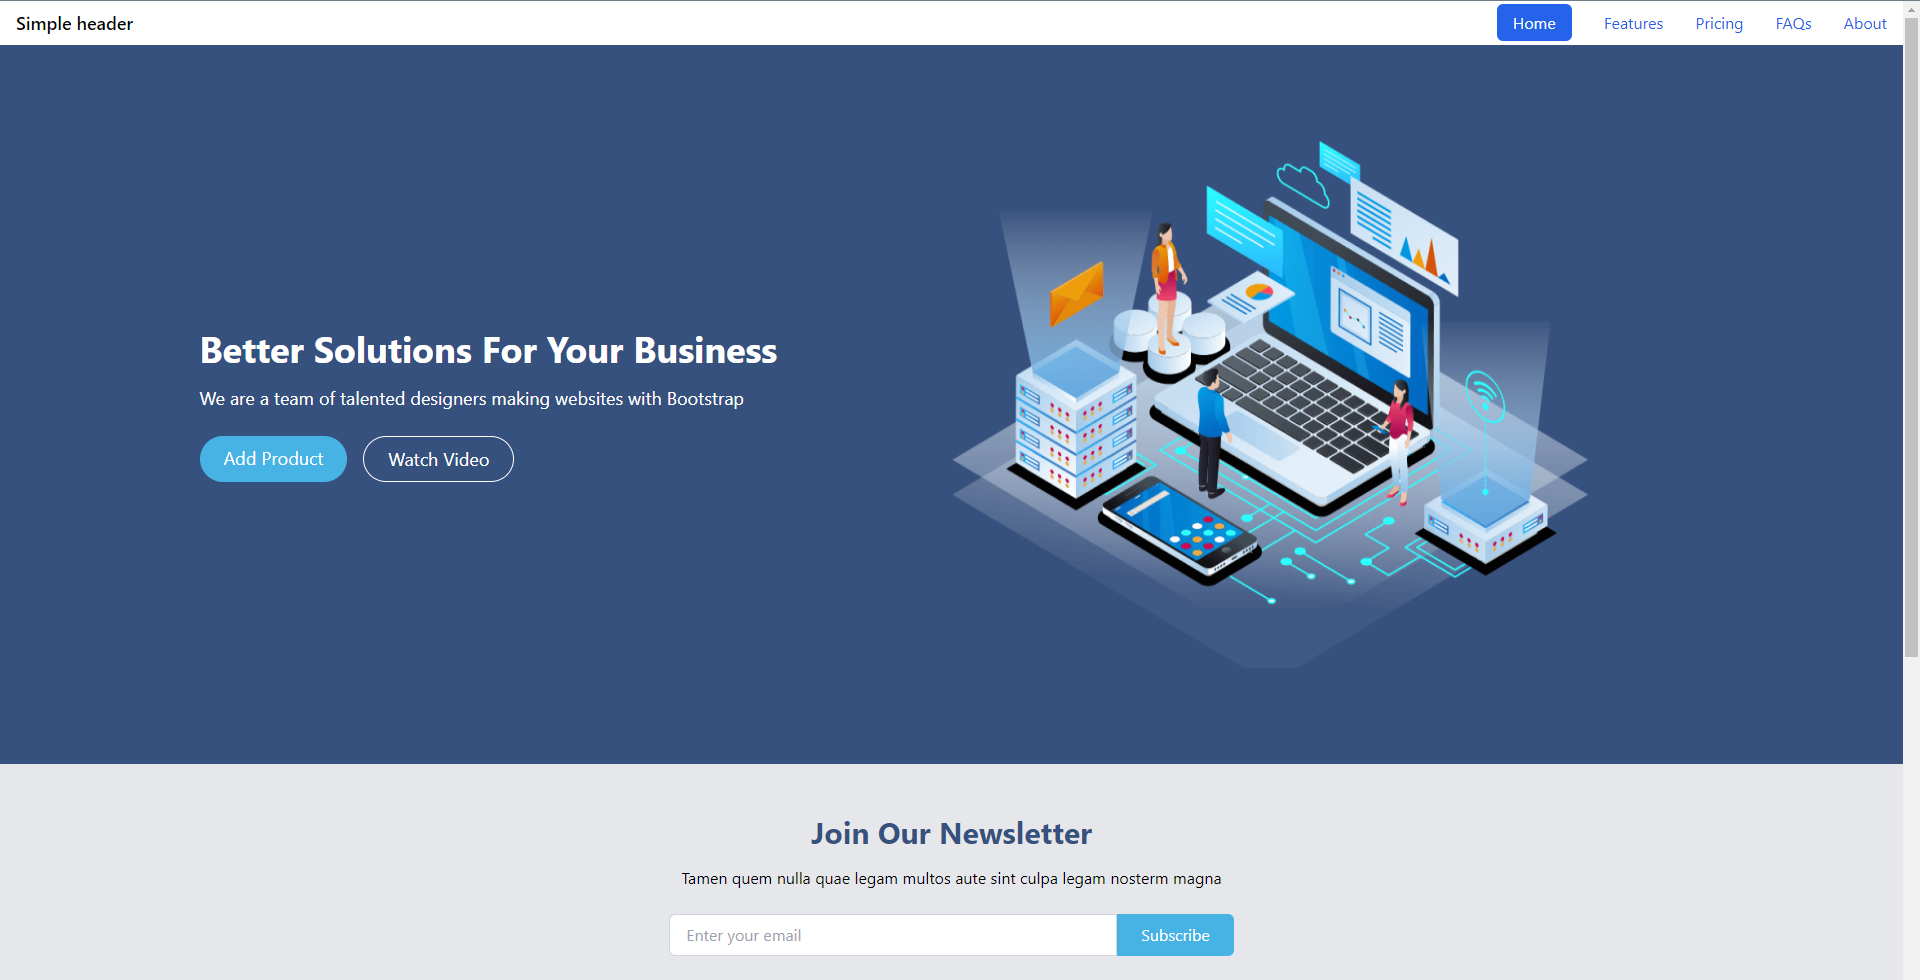 Simple header
Home
Features
Pricing
FAQs
About
Better Solutions For Your Business
We are a team of talented designers making websites with Bootstrap
Add Product
Watch Video
Join Our Newsletter
Tamen quem nulla quae legam multos aute sint culpa legam nosterm magna
Enter your email
Subscribe